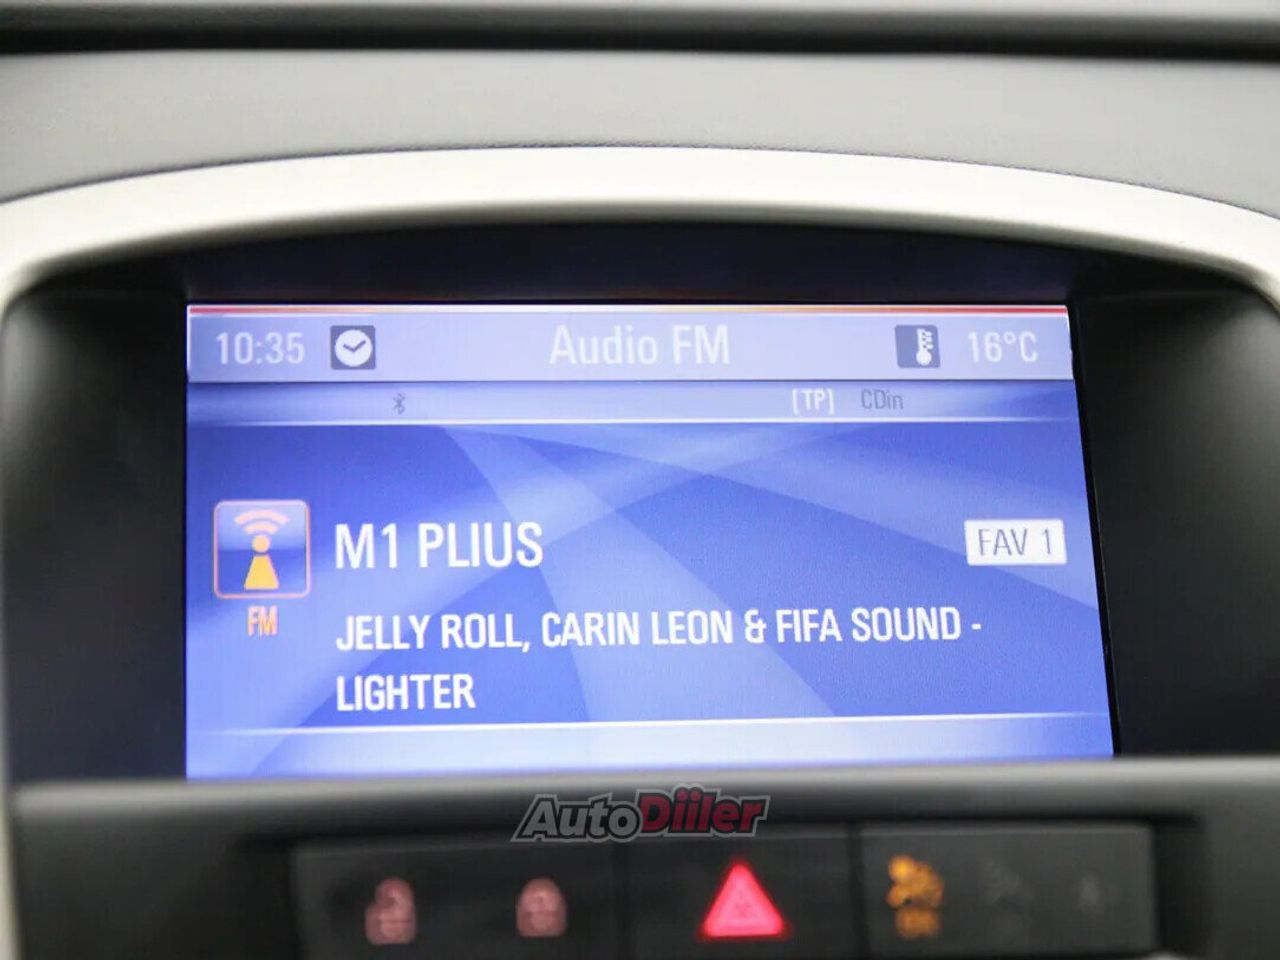 10:35 Audio FM 16°C
[TP] CDin
M1 PLIUS
FAV 1
FM
JELLY ROLL, CARIN LEON & FIFA SOUND -
LIGHTER
AutoDiiler